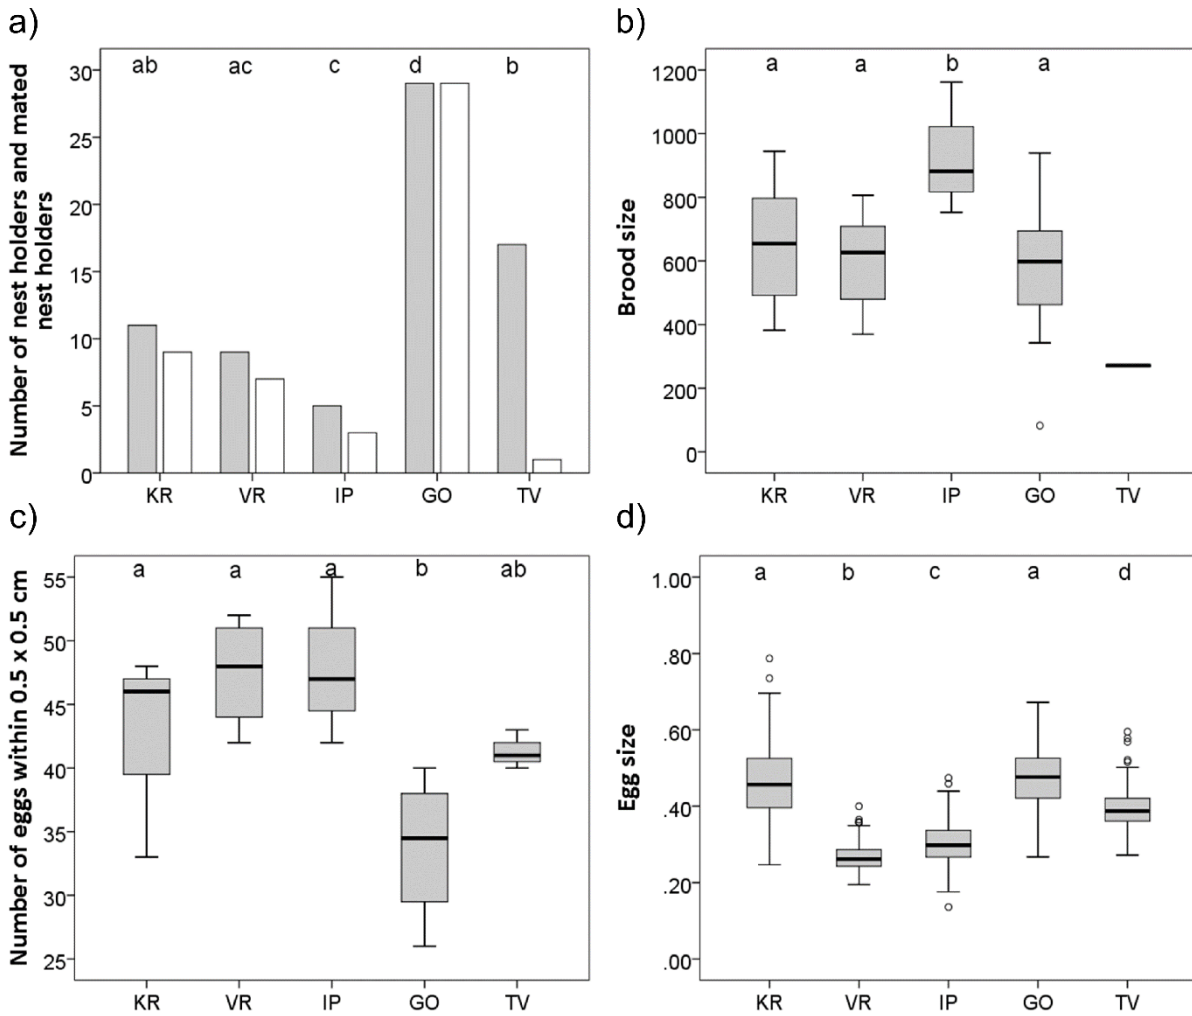 a)
Number of nest holders and mated
nest holders
30
25
20
15
10
5
0
ab ac c d b
KR VR IP GO TV
b)
Brood size
1200
1000
800
600
400
200
0
a a b a
KR VR IP GO TV
c)
Number of eggs within 0.5 x 0.5 cm
55
50
45
40
35
30
25
a a a b ab
KR VR IP GO TV
d)
Egg size
1.00
.80
.60
.40
.20
.00
a b c a d
KR VR IP GO TV